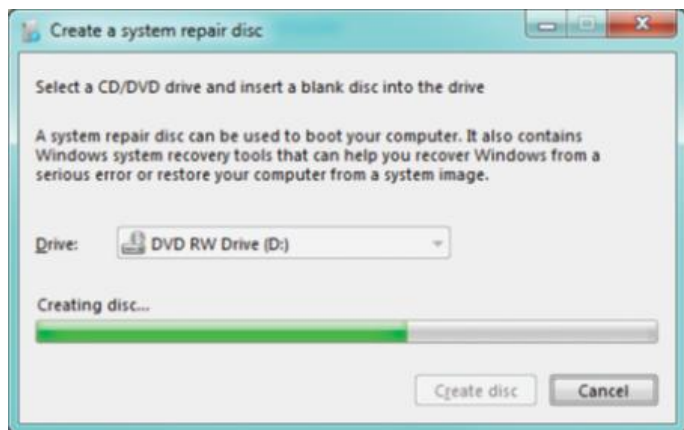 Create a system repair disc
Select a CD/DVD drive and insert a blank disc into the drive
A system repair disc can be used to boot your computer. It also contains
Windows system recovery tools that can help you recover Windows from a
serious error or restore your computer from a system image.
Drive: DVD RW Drive (D:)
Creating disc...
Create disc Cancel